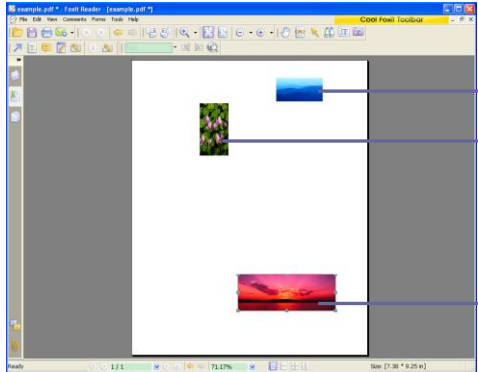 example.pdf * - Foxit Reader - [example.pdf *]
File Edit View Comments Forms Tools Help
Cool Foxit Toolbar
Ready
1 / 1
71.17%
Size: [7.38 * 9.25 in]